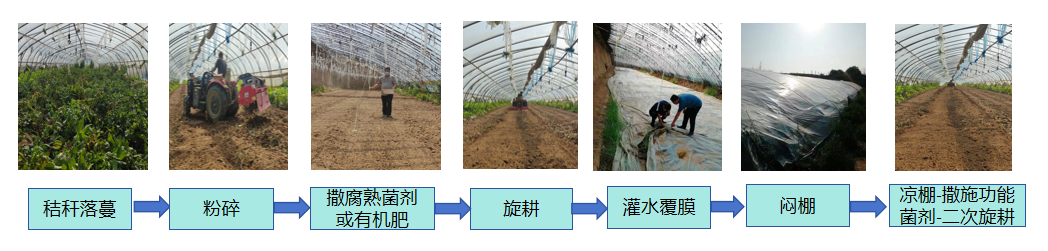 秸秆落蔓
粉碎
撒腐熟菌剂
或有机肥
旋耕
灌水覆膜
闷棚
凉棚-撒施功能
菌剂-二次旋耕